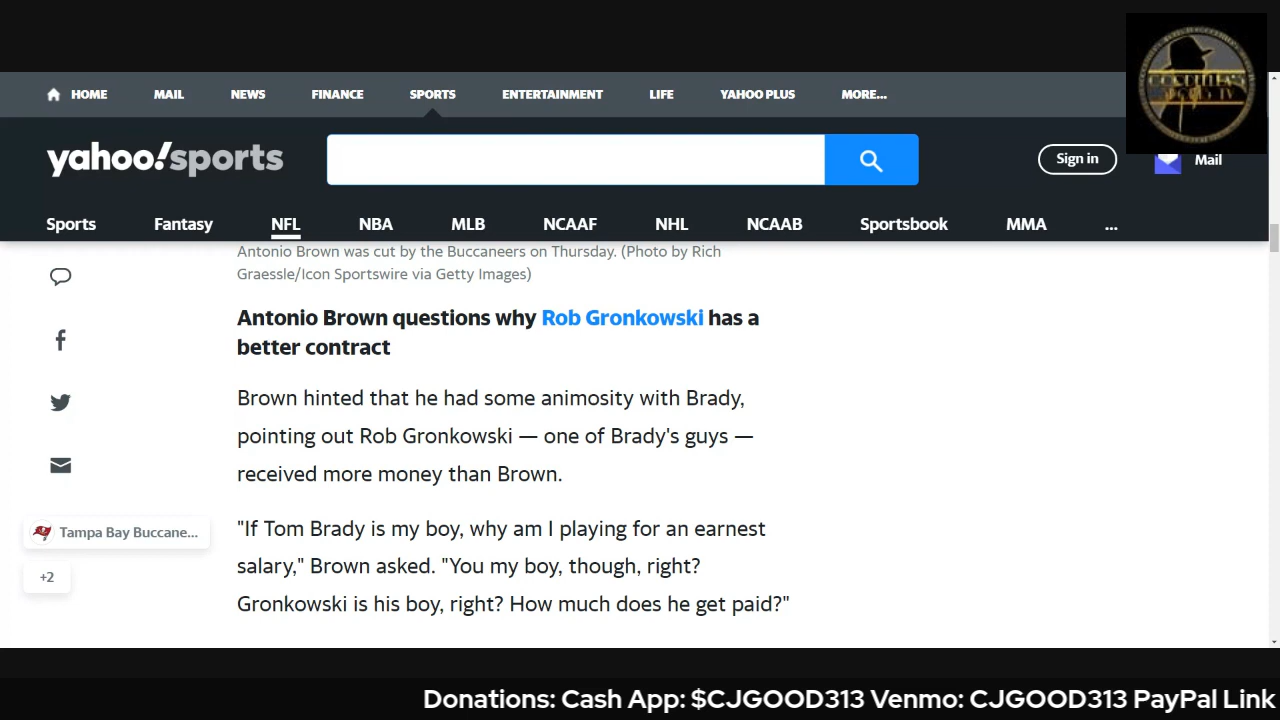 HOME MAIL NEWS FINANCE SPORTS ENTERTAINMENT LIFE YAHOO PLUS MORE...
yahoo!sports
Sign in
Mail
Sports Fantasy NFL NBA MLB NCAAF NHL NCAAB Sportsbook MMA ...
Antonio Brown was cut by the Buccaneers on Thursday. (Photo by Rich
Graessle/Icon Sportswire via Getty Images)
Antonio Brown questions why Rob Gronkowski has a
better contract
Brown hinted that he had some animosity with Brady,
pointing out Rob Gronkowski — one of Brady's guys —
received more money than Brown.
Tampa Bay Buccane...
+2
"If Tom Brady is my boy, why am I playing for an earnest
salary," Brown asked. "You my boy, though, right?
Gronkowski is his boy, right? How much does he get paid?"
Donations: Cash App: $CJGOOD313 Venmo: CJGOOD313 PayPal Link